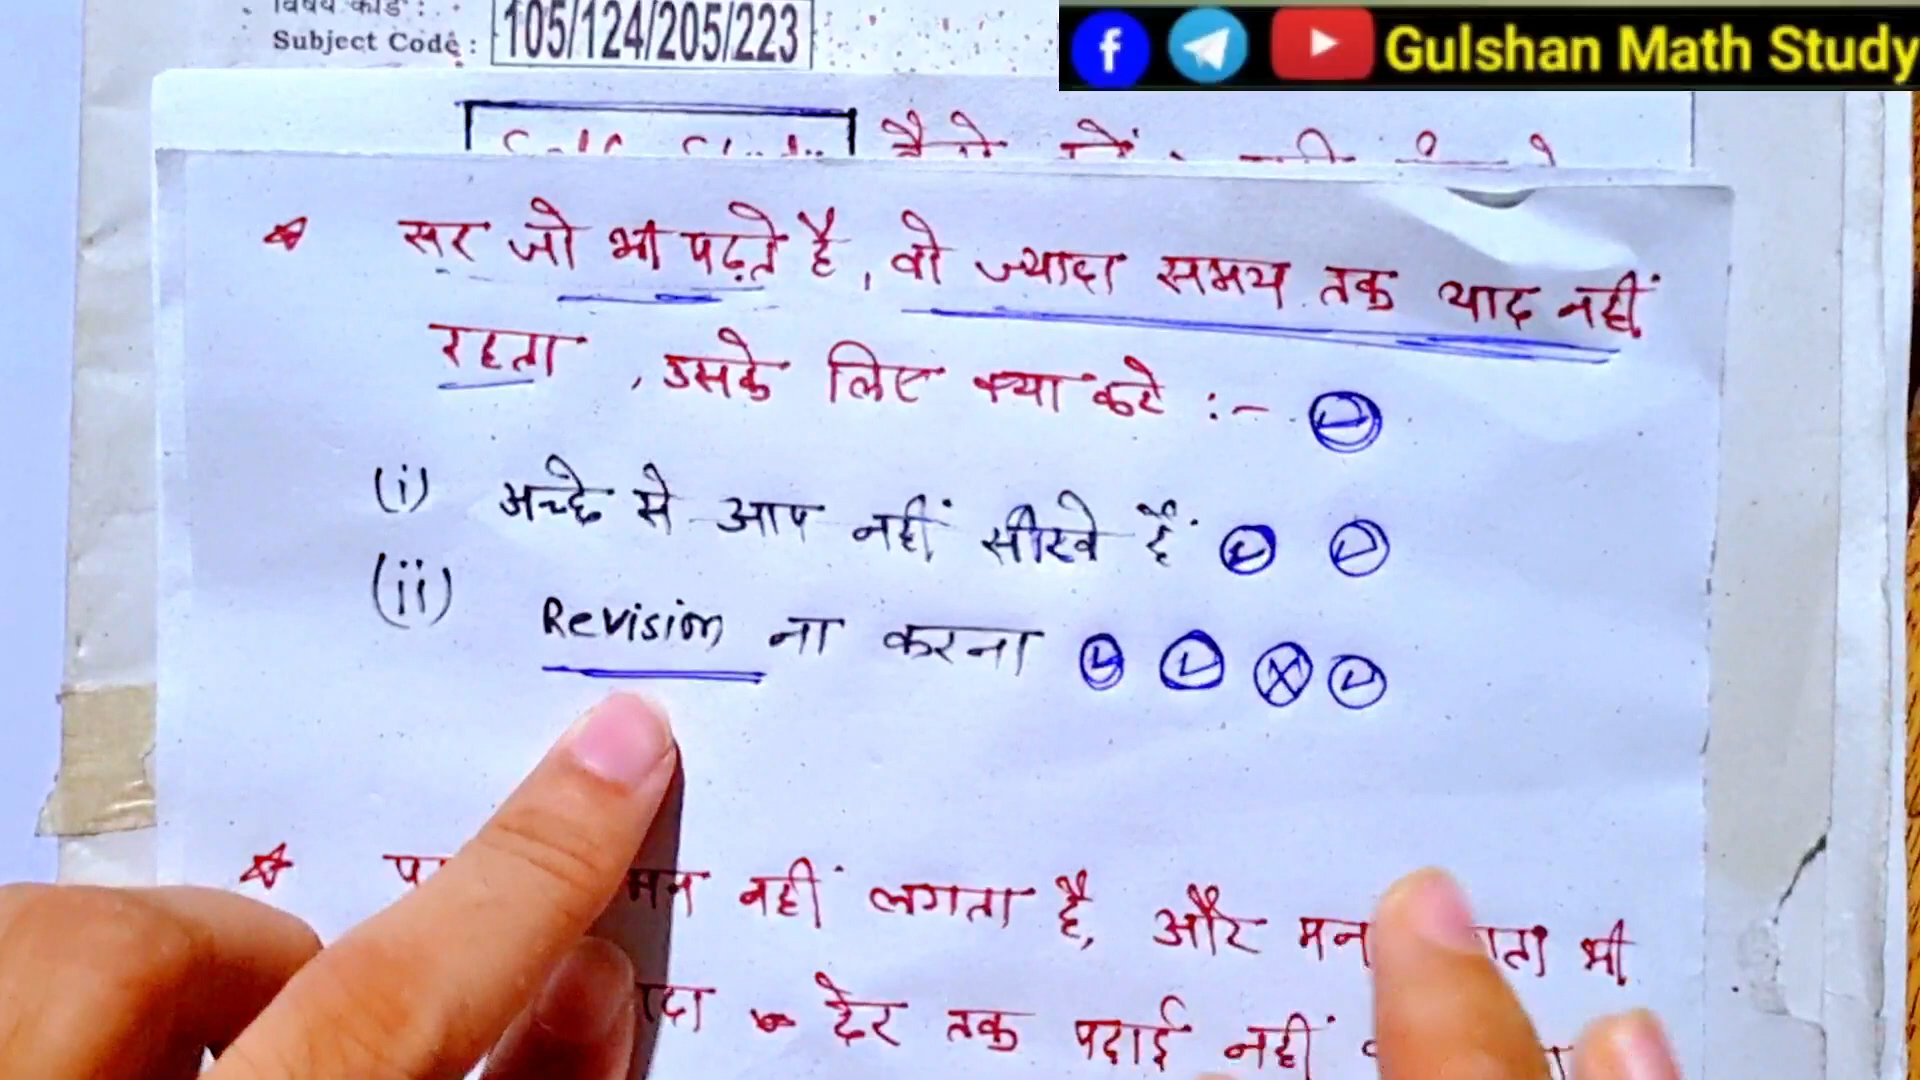 विषय कोड :
Subject Code :
105/124/205/223
Gulshan Math Study
सर जो भी पढ़ते है, वो ज्यादा समय तक याद नहीं
रहता , उसके लिए क्या करे :-
(i) अच्छे से आप नहीं सीखे हैं
(ii) Revision ना करना
मन नहीं लगता है, और मन भी
देर तक पढाई नहीं